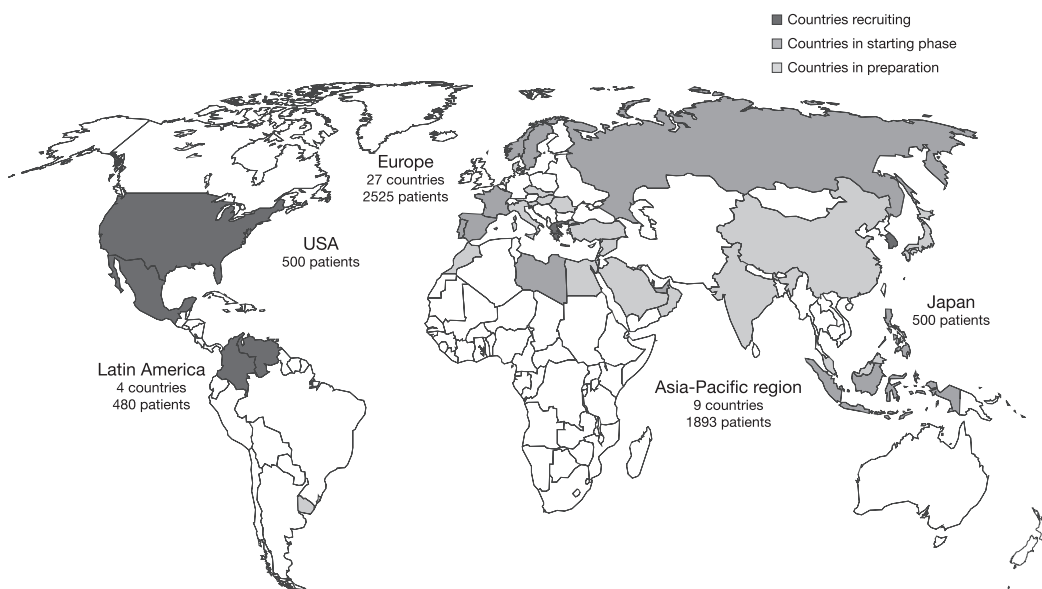 Countries recruiting
Countries in starting phase
Countries in preparation
Europe
27 countries
2525 patients
USA
500 patients
Japan
500 patients
Latin America
4 countries
480 patients
Asia-Pacific region
9 countries
1893 patients